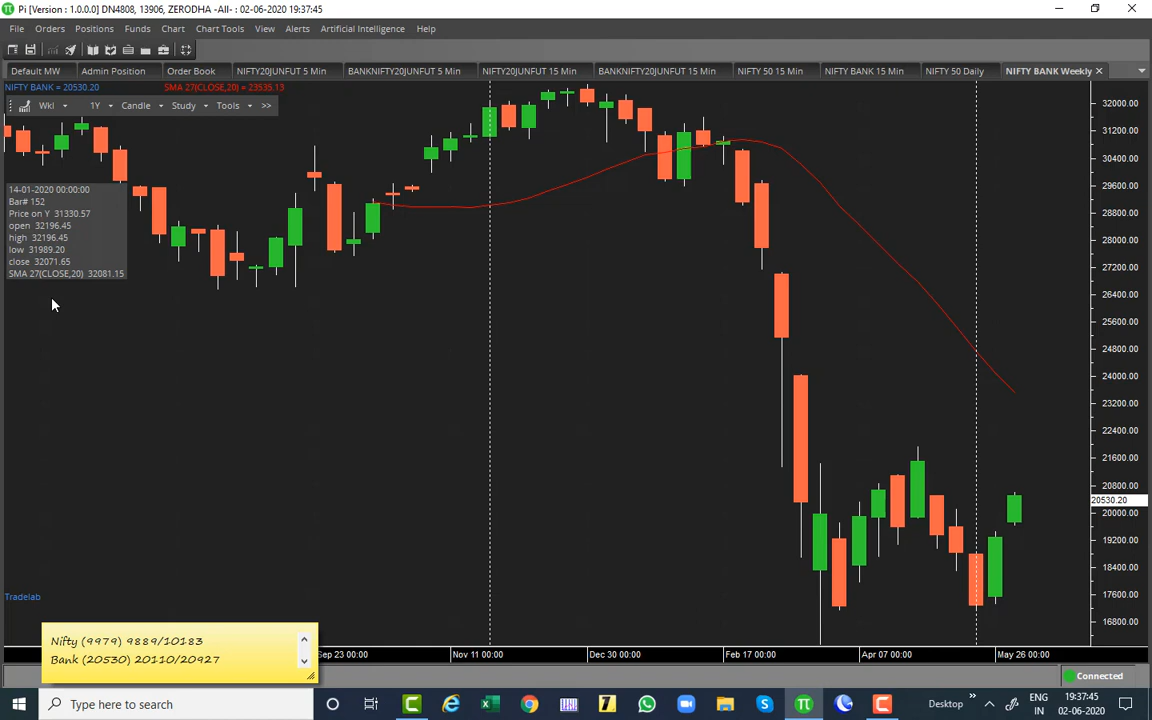 Pi [Version : 1.0.0.0] DN4808, 13906, ZERODHA -All- : 02-06-2020 19:37:45
File Orders Positions Funds Chart Chart Tools View Alerts Artificial Intelligence Help
Default MW Admin Position Order Book NIFTY20JUNFUT 5 Min BANKNIFTY20JUNFUT 5 Min NIFTY20JUNFUT 15 Min BANKNIFTY20JUNFUT 15 Min NIFTY 50 15 Min NIFTY BANK 15 Min NIFTY 50 Daily NIFTY BANK Weekly
NIFTY BANK = 20530.20 SMA 27(CLOSE,20) = 23535.13
Wkl 1Y Candle Study Tools >>
14-01-2020 00:00:00
Bar# 152
Price on Y 31330.57
open 32196.45
high 32196.45
low 31989.20
close 32071.65
SMA 27(CLOSE,20) 32081.15
32000.00
31200.00
30400.00
29600.00
28800.00
28000.00
27200.00
26400.00
25600.00
24800.00
24000.00
23200.00
22400.00
21600.00
20800.00
20530.20
20000.00
19200.00
18400.00
17600.00
16800.00
Tradelab
Nifty (9979) 9889/10183
Bank (20530) 20110/20927
Sep 23 00:00 Nov 11 00:00 Dec 30 00:00 Feb 17 00:00 Apr 07 00:00 May 26 00:00
Connected
Type here to search
Desktop
ENG
IN
19:37:45
02-06-2020